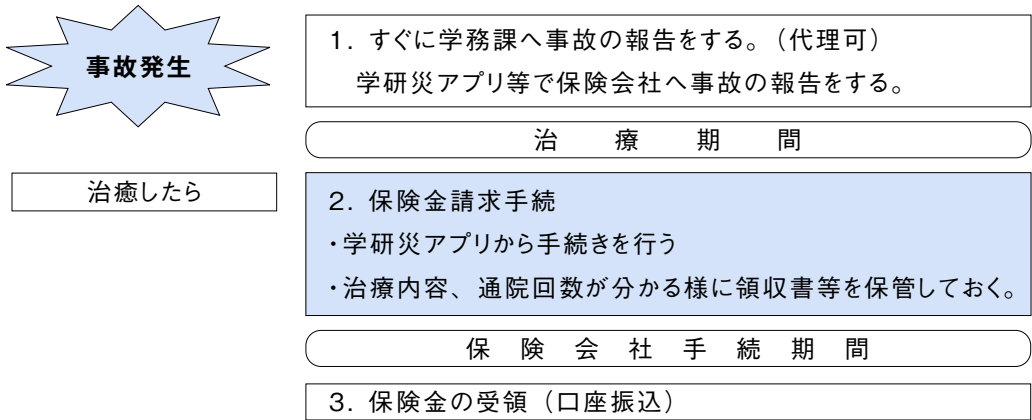 事故発生
1. すぐに学務課へ事故の報告をする。（代理可）
学研災アプリ等で保険会社へ事故の報告をする。
治療期間
治癒したら
2. 保険金請求手続
・学研災アプリから手続きを行う
・治療内容、通院回数が分かる様に領収書等を保管しておく。
保険会社手続期間
3. 保険金の受領（口座振込）